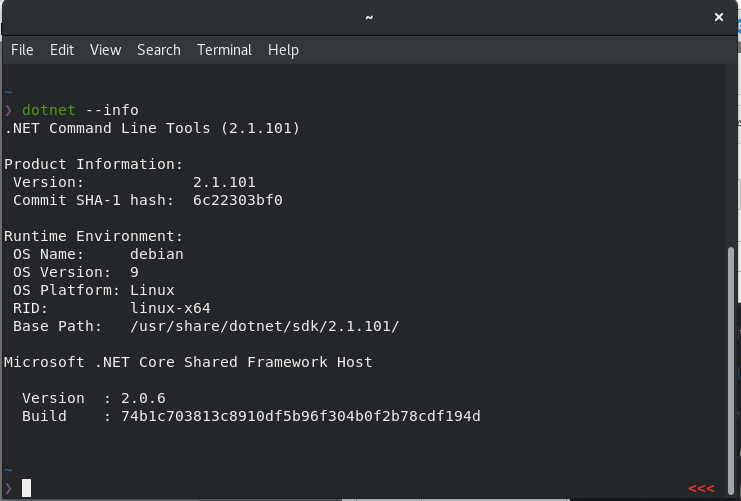 ~
File Edit View Search Terminal Help
~
❯ dotnet --info
.NET Command Line Tools (2.1.101)
Product Information:
Version: 2.1.101
Commit SHA-1 hash: 6c22303bf0
Runtime Environment:
OS Name: debian
OS Version: 9
OS Platform: Linux
RID: linux-x64
Base Path: /usr/share/dotnet/sdk/2.1.101/
Microsoft .NET Core Shared Framework Host
Version : 2.0.6
Build : 74b1c703813c8910df5b96f304b0f2b78cdf194d
~
❯ <<<